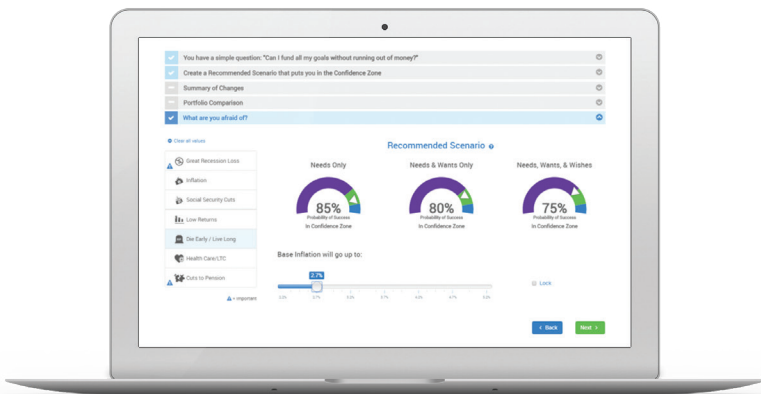 You have a simple question: "Can I fund all my goals without running out of money?"
Create a Recommended Scenario that puts you in the Confidence Zone
Summary of Changes
Portfolio Comparison
What are you afraid of?
Clear all values
Recommended Scenario
Great Recession Loss
Inflation
Social Security Cuts
Low Returns
Die Early / Live Long
Health Care/LTC
Cuts to Pension
= Important
Needs Only
85%
Probability of Success
In Confidence Zone
Needs & Wants Only
80%
Probability of Success
In Confidence Zone
Needs, Wants, & Wishes
75%
Probability of Success
In Confidence Zone
Base Inflation will go up to:
2.7%
Lock
< Back
Next >